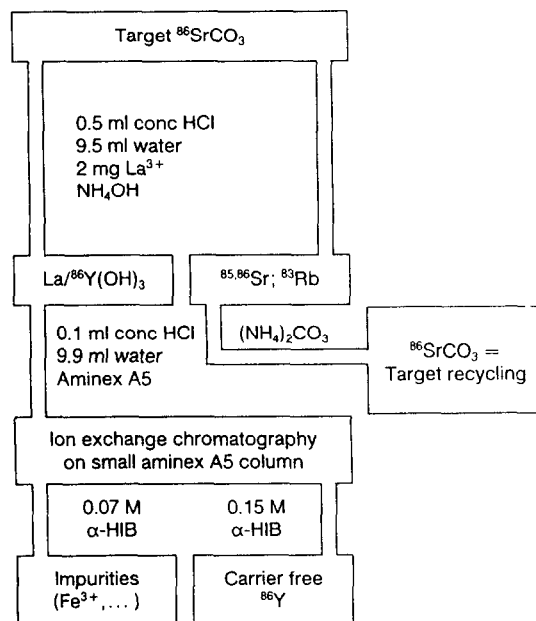 Target ⁸⁶SrCO₃
0.5 ml conc HCl
9.5 ml water
2 mg La³⁺
NH₄OH
La/⁸⁶Y(OH)₃
⁸⁵,⁸⁶Sr; ⁸³Rb
0.1 ml conc HCl
9.9 ml water
Aminex A5
(NH₄)₂CO₃
⁸⁶SrCO₃ =
Target recycling
Ion exchange chromatography
on small aminex A5 column
0.07 M
α-HIB
0.15 M
α-HIB
Impurities
(Fe³⁺, . . . )
Carrier free
⁸⁶Y